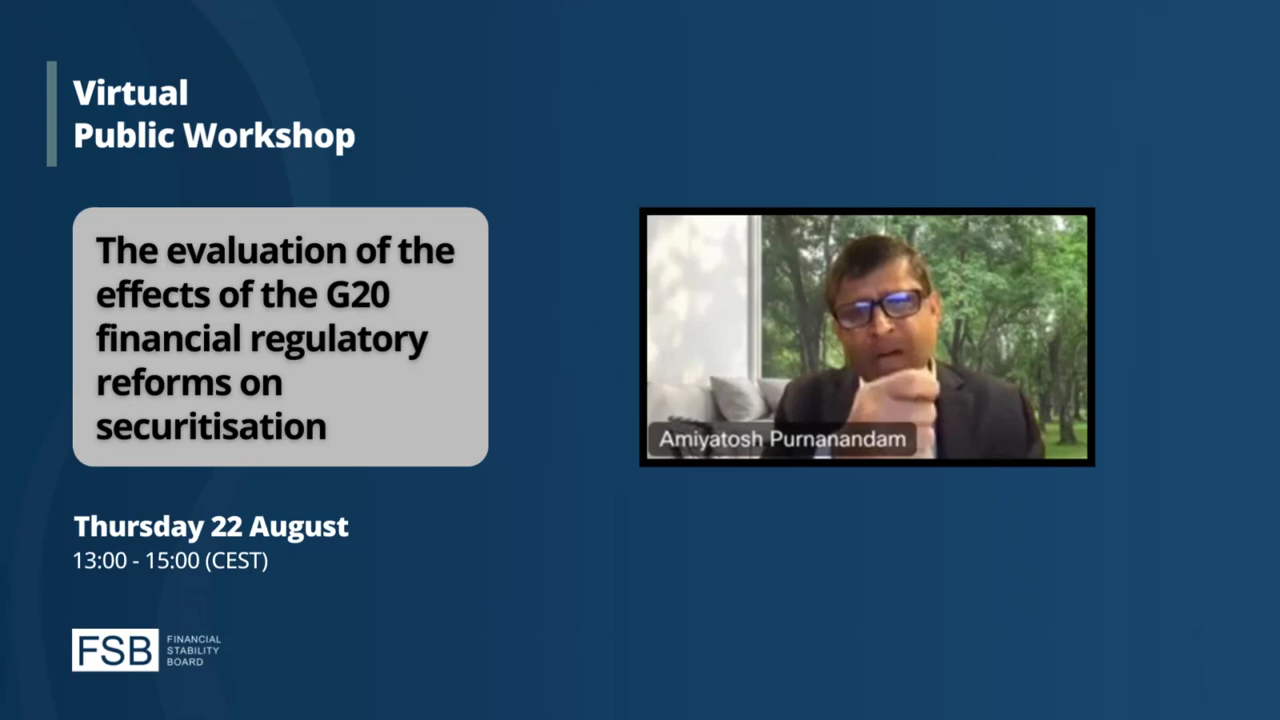 Virtual
Public Workshop
The evaluation of the
effects of the G20
financial regulatory
reforms on
securitisation
Amiyatosh Purnanandam
Thursday 22 August
13:00 - 15:00 (CEST)
FSB
FINANCIAL
STABILITY
BOARD